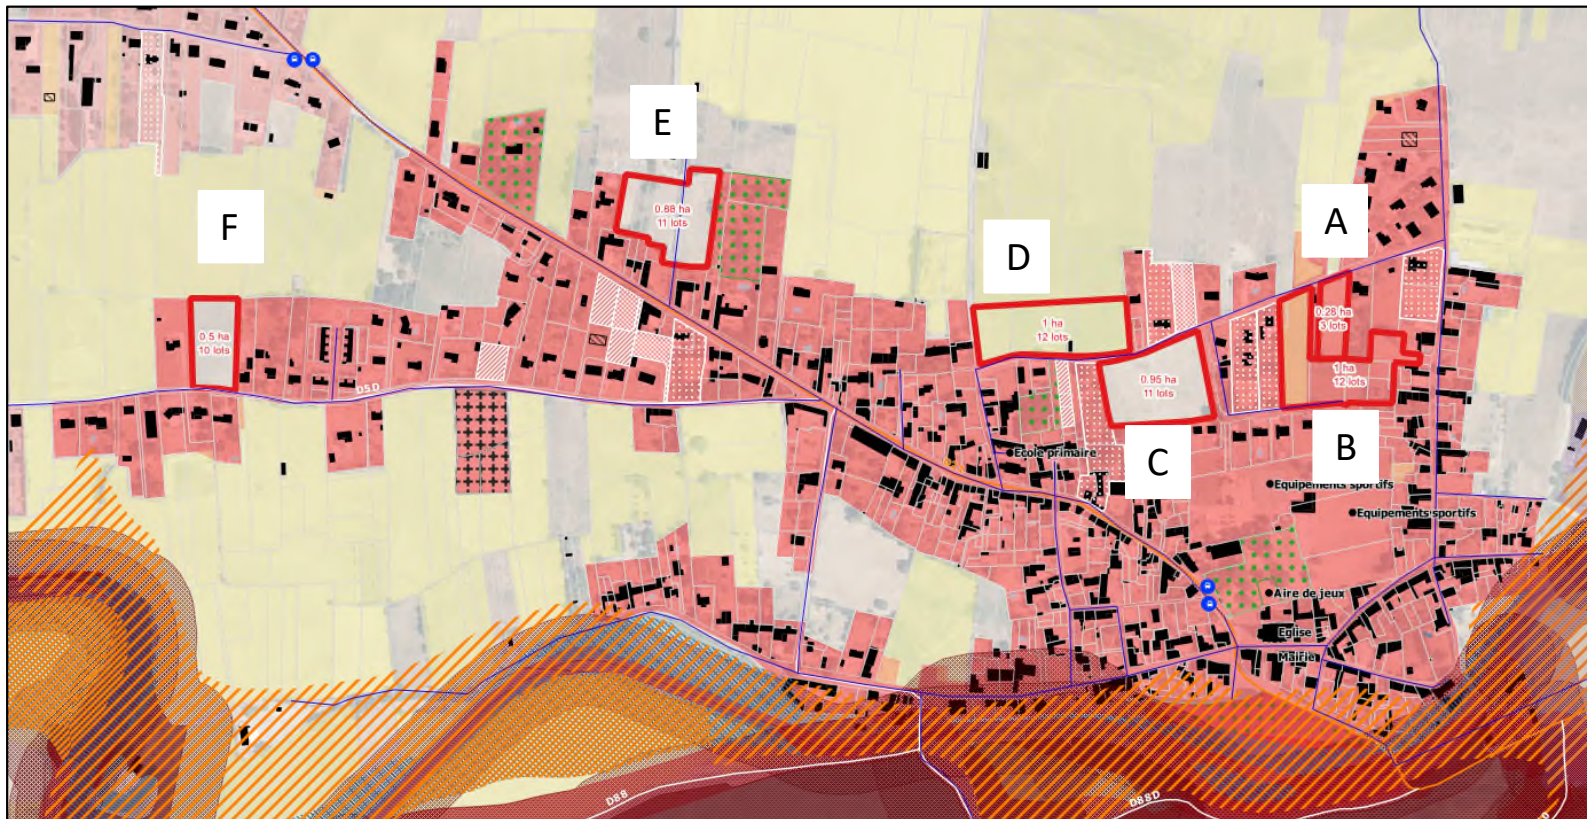 E
0.88 ha
11 lots
F
A
D
0.28 ha
3 lots
1 ha
12 lots
0.5 ha
10 lots
1 ha
12 lots
0.95 ha
11 lots
D5D
B
C
Ecole primaire
Equipements sportifs
Equipements sportifs
Aire de jeux
Eglise
Mairie
D88
D88D